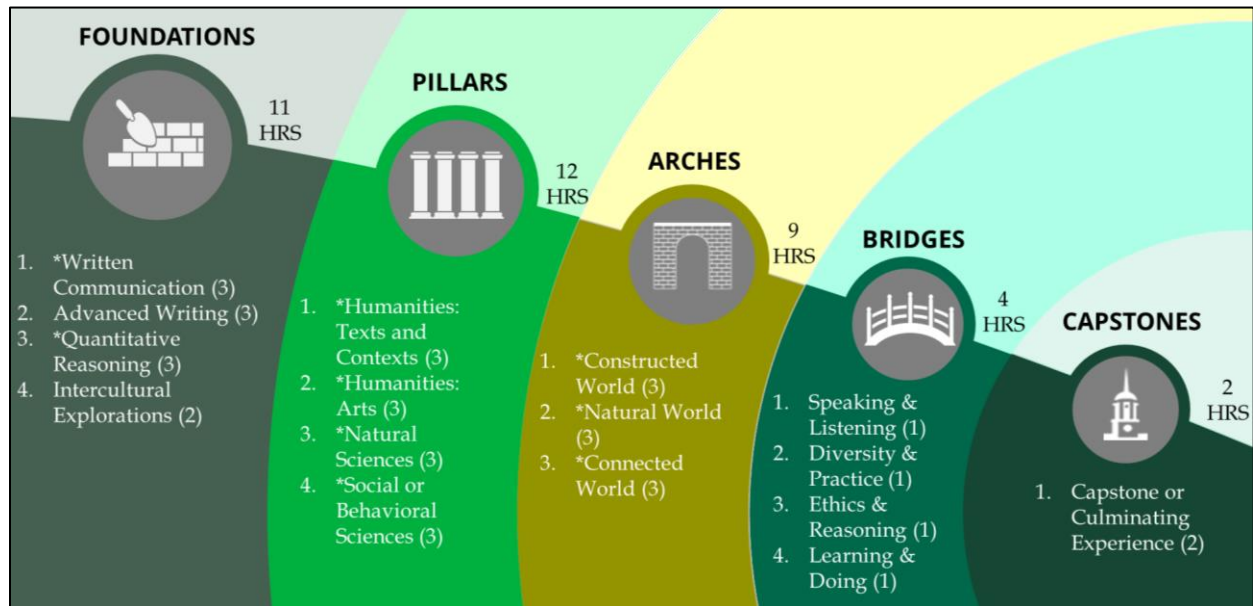 FOUNDATIONS
11
HRS
1. *Written
Communication (3)
2. Advanced Writing (3)
3. *Quantitative
Reasoning (3)
4. Intercultural
Explorations (2)
PILLARS
12
HRS
1. *Humanities:
Texts and
Contexts (3)
2. *Humanities:
Arts (3)
3. *Natural
Sciences (3)
4. *Social or
Behavioral
Sciences (3)
ARCHES
9
HRS
1. *Constructed
World (3)
2. *Natural World
(3)
3. *Connected
World (3)
BRIDGES
4
HRS
1. Speaking &
Listening (1)
2. Diversity &
Practice (1)
3. Ethics &
Reasoning (1)
4. Learning &
Doing (1)
CAPSTONES
2
HRS
1. Capstone or
Culminating
Experience (2)